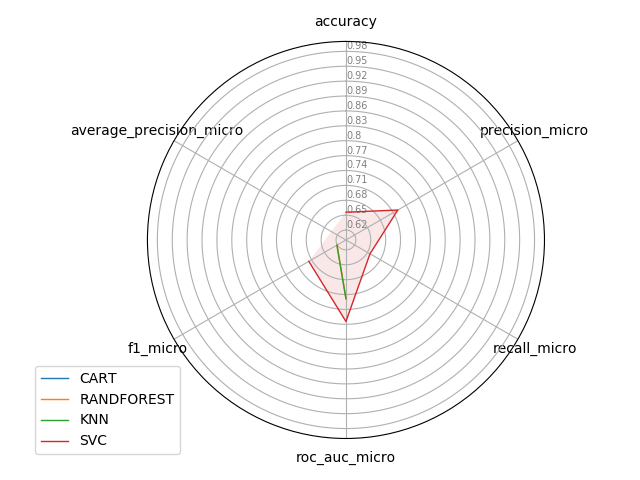 accuracy
0.98
0.95
0.92
0.89
0.86
0.83
0.8
0.77
0.74
0.71
0.68
0.65
0.62
average_precision_micro
precision_micro
f1_micro
recall_micro
roc_auc_micro
CART
RANDFOREST
KNN
SVC